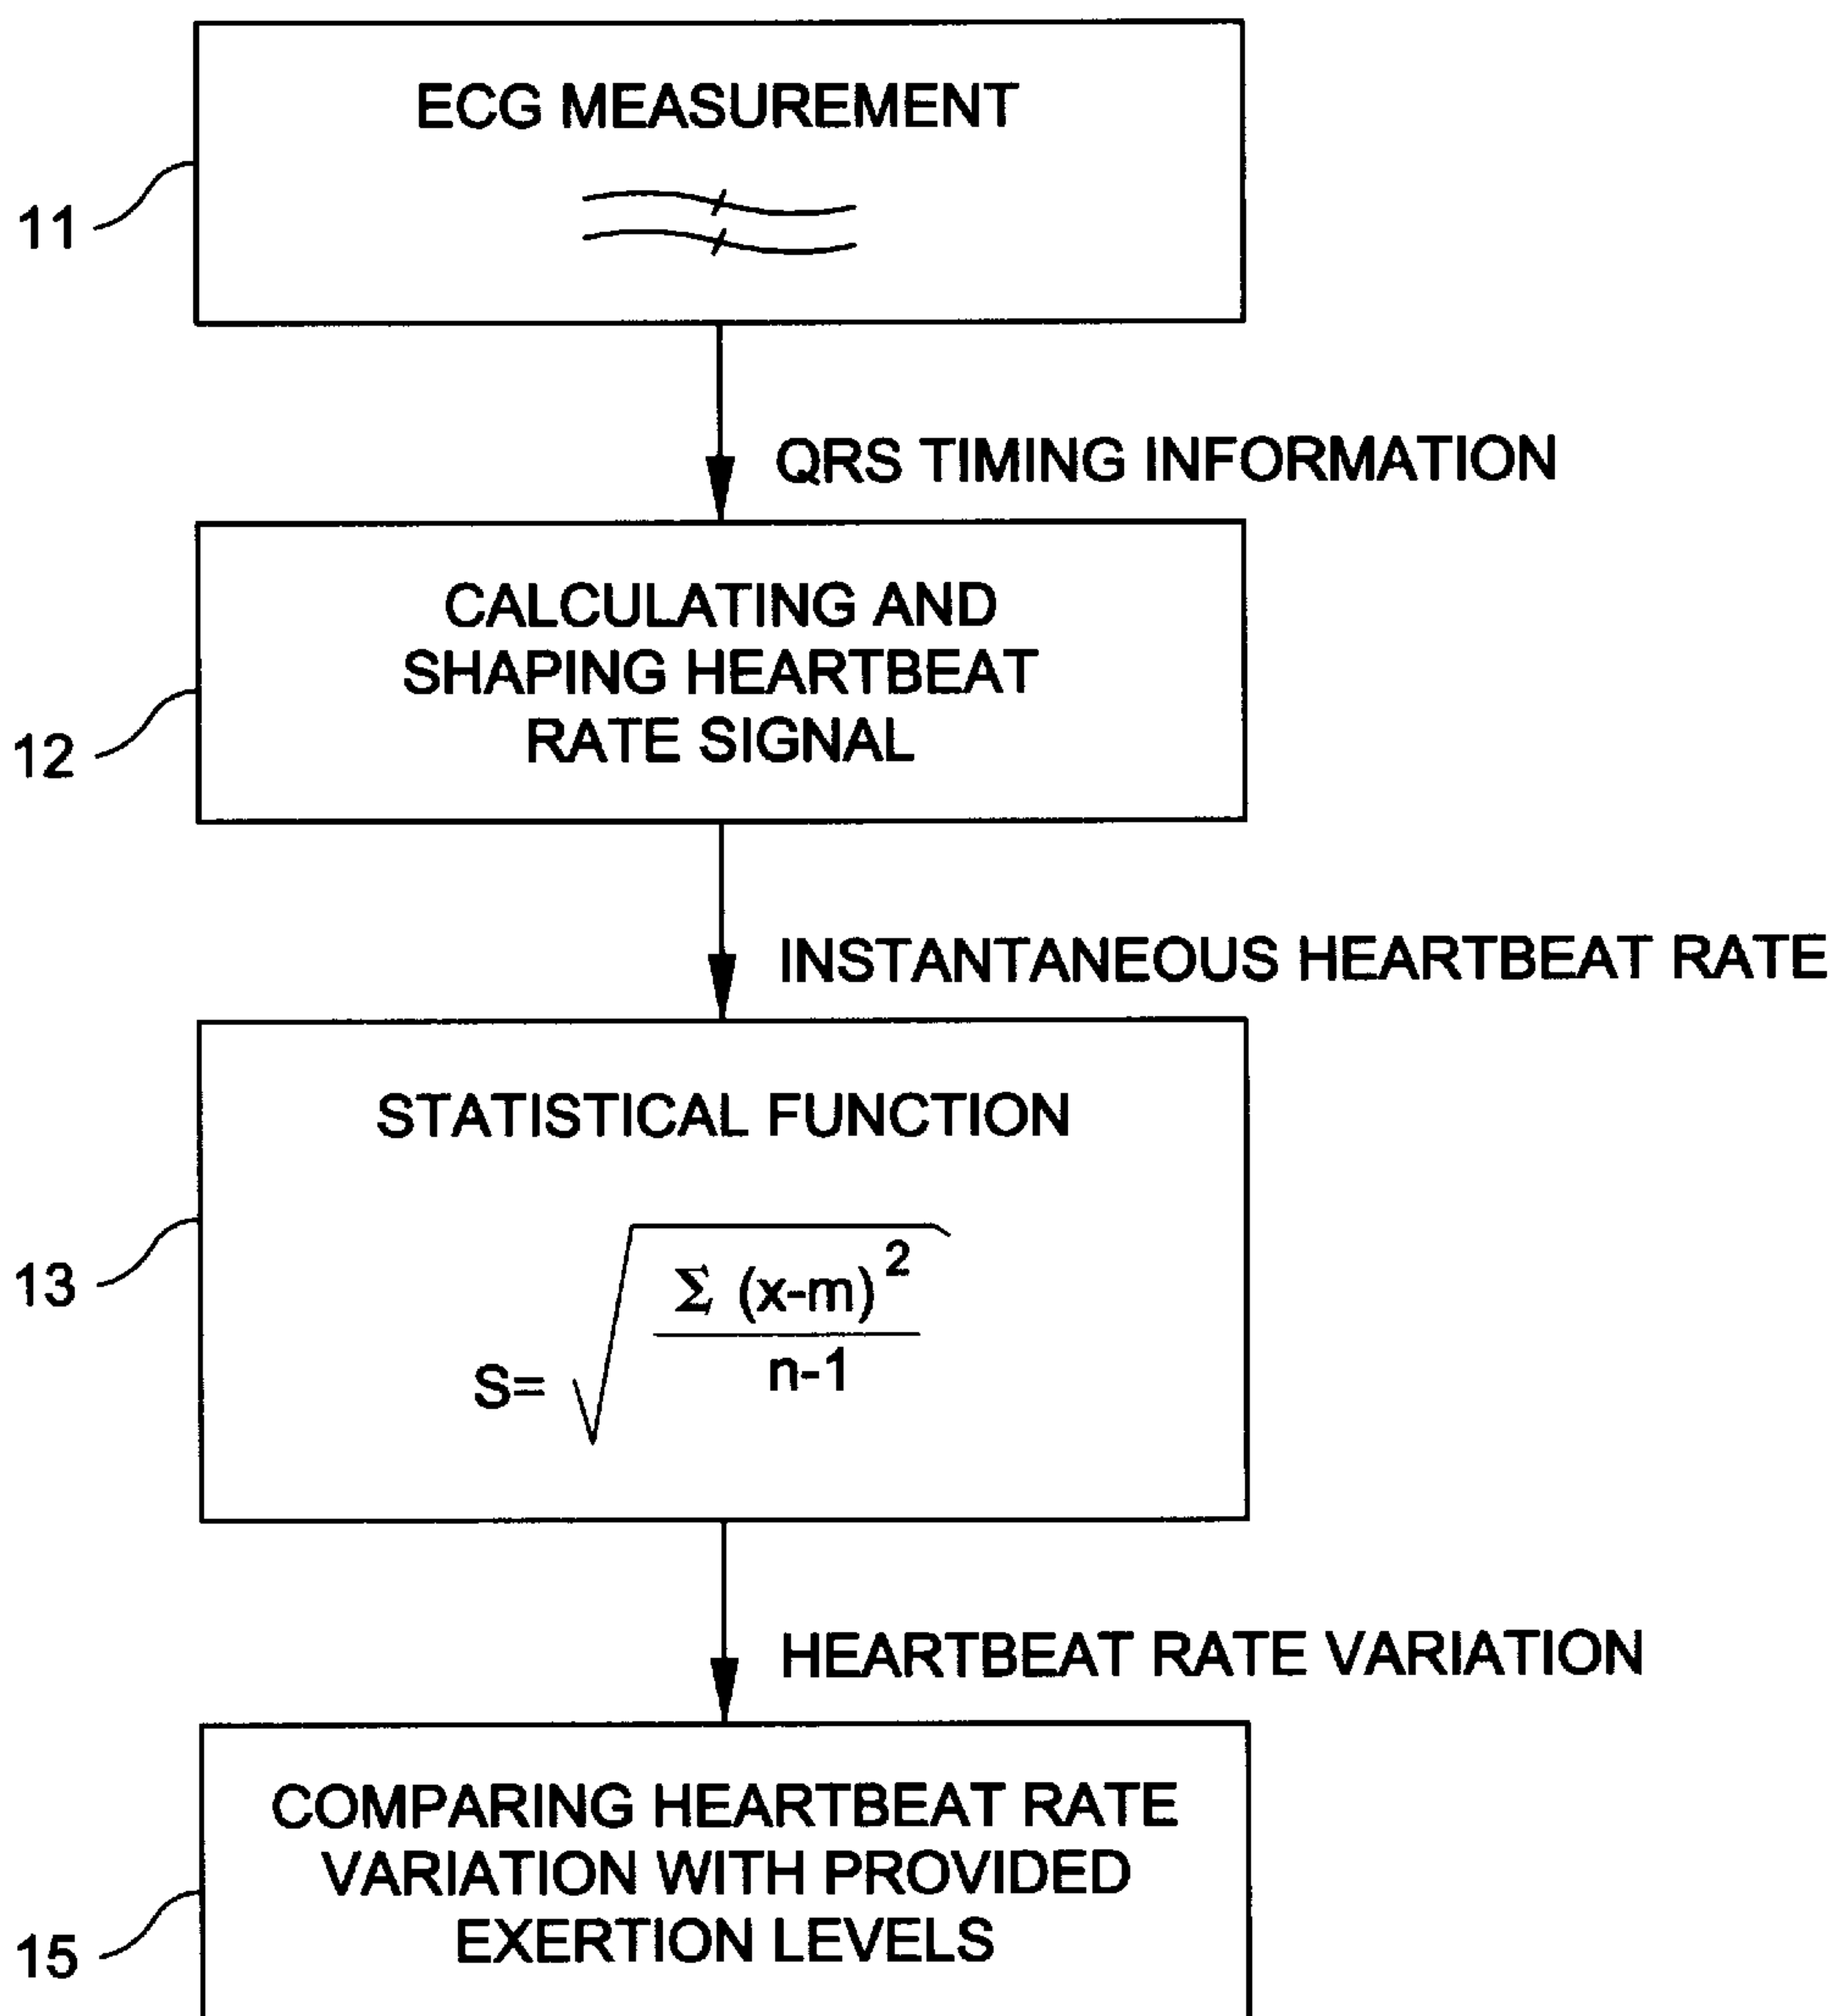 ECG MEASUREMENT
11
QRS TIMING INFORMATION
CALCULATING AND
SHAPING HEARTBEAT
RATE SIGNAL
12
INSTANTANEOUS HEARTBEAT RATE
STATISTICAL FUNCTION
13
S= √ Σ (x-m)²
n-1
HEARTBEAT RATE VARIATION
COMPARING HEARTBEAT RATE
VARIATION WITH PROVIDED
EXERTION LEVELS
15